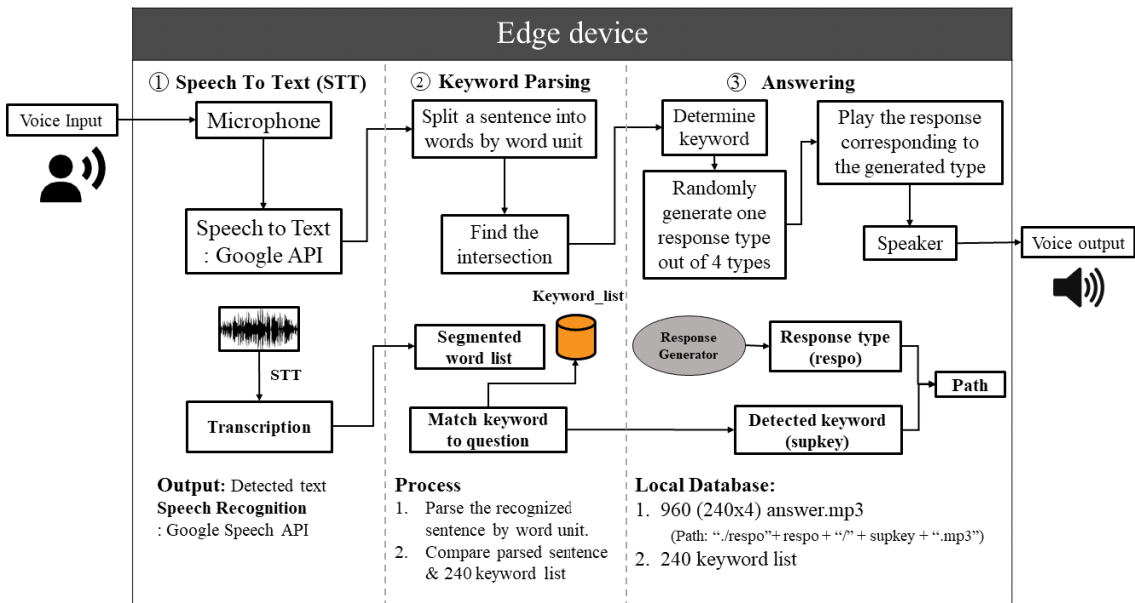 Edge device
① Speech To Text (STT)
② Keyword Parsing
③ Answering
Voice Input
Microphone
Speech to Text
: Google API
Split a sentence into
words by word unit
Find the
intersection
Determine
keyword
Randomly
generate one
response type
out of 4 types
Play the response
corresponding to
the generated type
Speaker
Voice output
STT
Transcription
Segmented
word list
Keyword_list
Match keyword
to question
Response
Generator
Response type
(respo)
Detected keyword
(supkey)
Path
Output: Detected text
Speech Recognition
: Google Speech API
Process
1. Parse the recognized
sentence by word unit.
2. Compare parsed sentence
& 240 keyword list
Local Database:
1. 960 (240x4) answer.mp3
(Path: “./respo”+ respo + “/” + supkey + “.mp3”)
2. 240 keyword list